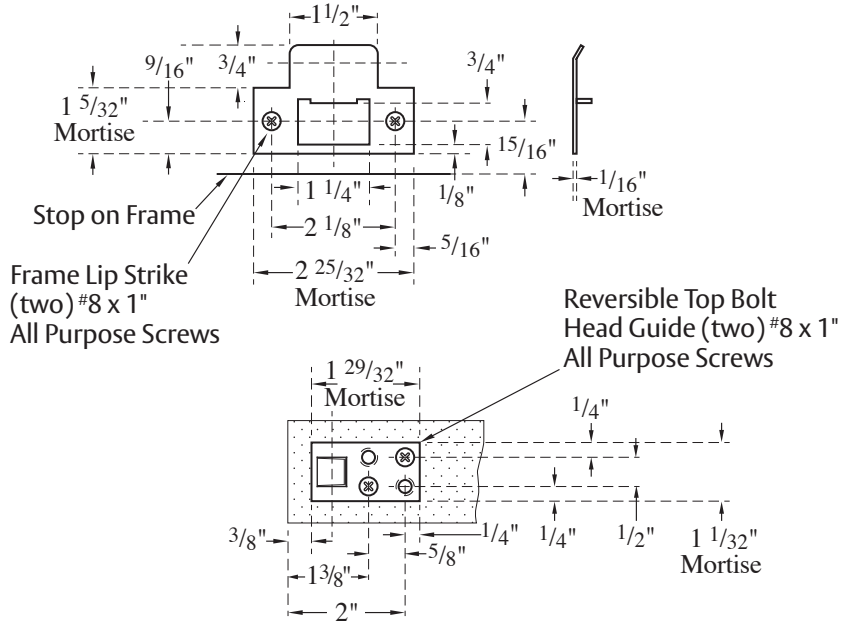 1 1/2"
9/16"
3/4"
3/4"
1 5/32"
Mortise
15/16"
1/16"
Mortise
1 1/4"
1/8"
Stop on Frame
2 1/8"
5/16"
2 25/32"
Mortise
Frame Lip Strike
(two) #8 x 1"
All Purpose Screws
Reversible Top Bolt
Head Guide (two) #8 x 1"
All Purpose Screws
1 29/32"
Mortise
1/4"
3/8"
1/4"
1/4"
1/2"
1 1/32"
Mortise
5/8"
1 3/8"
2"